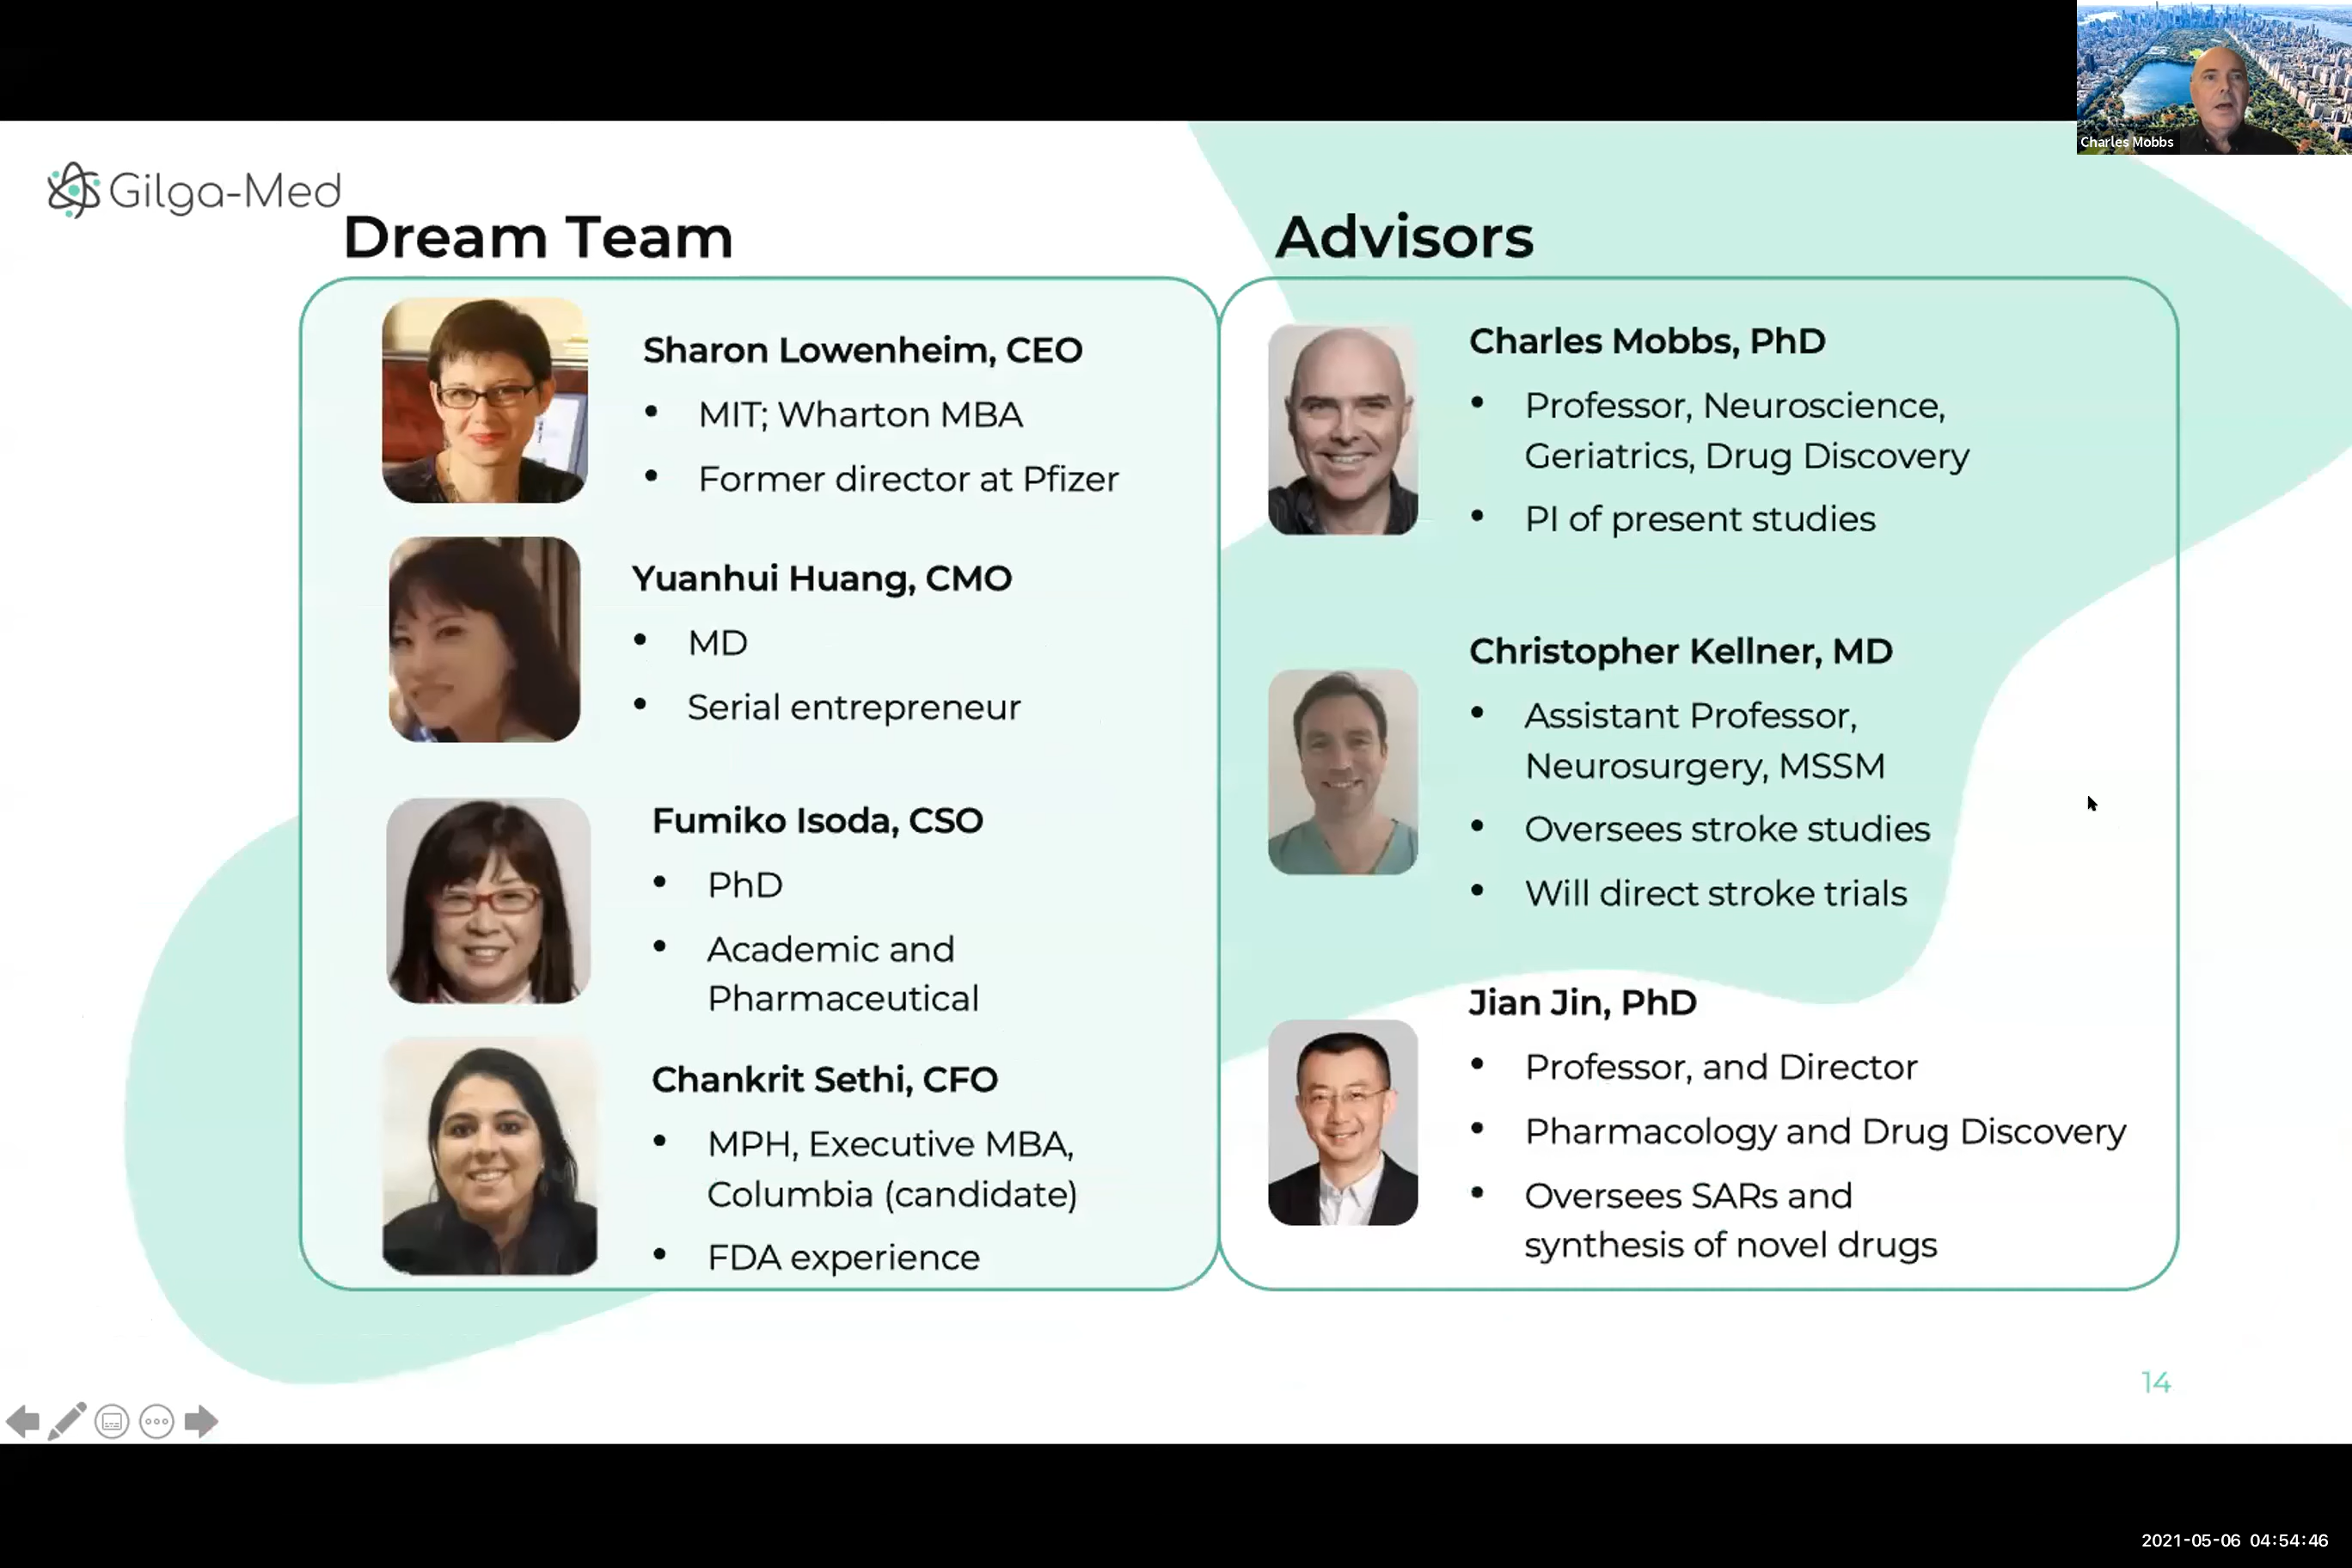 Charles Mobbs
Gilga-Med
Dream Team
Sharon Lowenheim, CEO
• MIT; Wharton MBA
• Former director at Pfizer
Yuanhui Huang, CMO
• MD
• Serial entrepreneur
Fumiko Isoda, CSO
• PhD
• Academic and
Pharmaceutical
Chankrit Sethi, CFO
• MPH, Executive MBA,
Columbia (candidate)
• FDA experience
Advisors
Charles Mobbs, PhD
• Professor, Neuroscience,
Geriatrics, Drug Discovery
• PI of present studies
Christopher Kellner, MD
• Assistant Professor,
Neurosurgery, MSSM
• Oversees stroke studies
• Will direct stroke trials
Jian Jin, PhD
• Professor, and Director
• Pharmacology and Drug Discovery
• Oversees SARs and
synthesis of novel drugs
14
2021-05-06 04:54:46